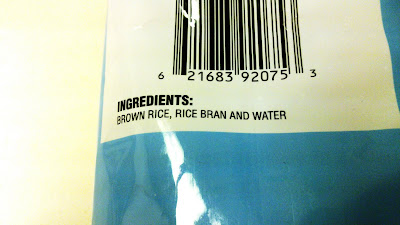 6 21683 92075 3
INGREDIENTS:
BROWN RICE, RICE BRAN AND WATER